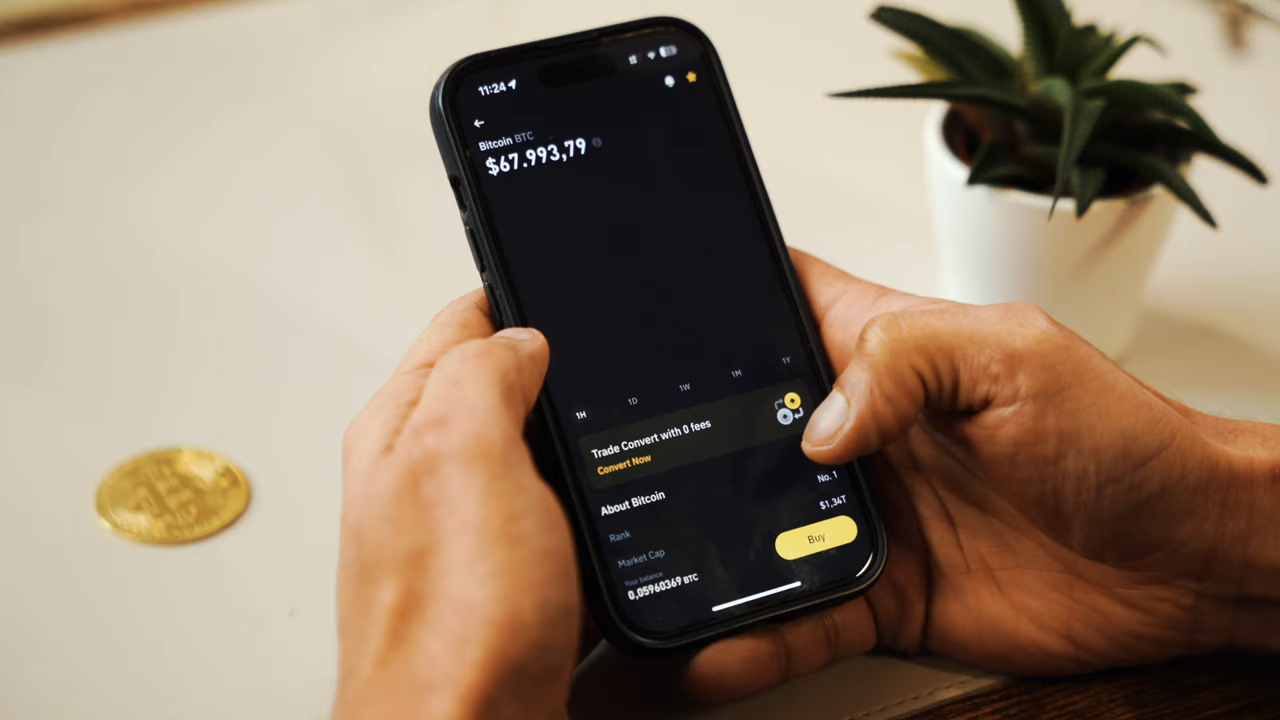 11:24
Bitcoin BTC
$67.993,79
1H 1D 1W 1M 1Y
Trade Convert with 0 fees
Convert Now
About Bitcoin
Rank No. 1
Market Cap $1,34T
Your balance
0,05960369 BTC
Buy